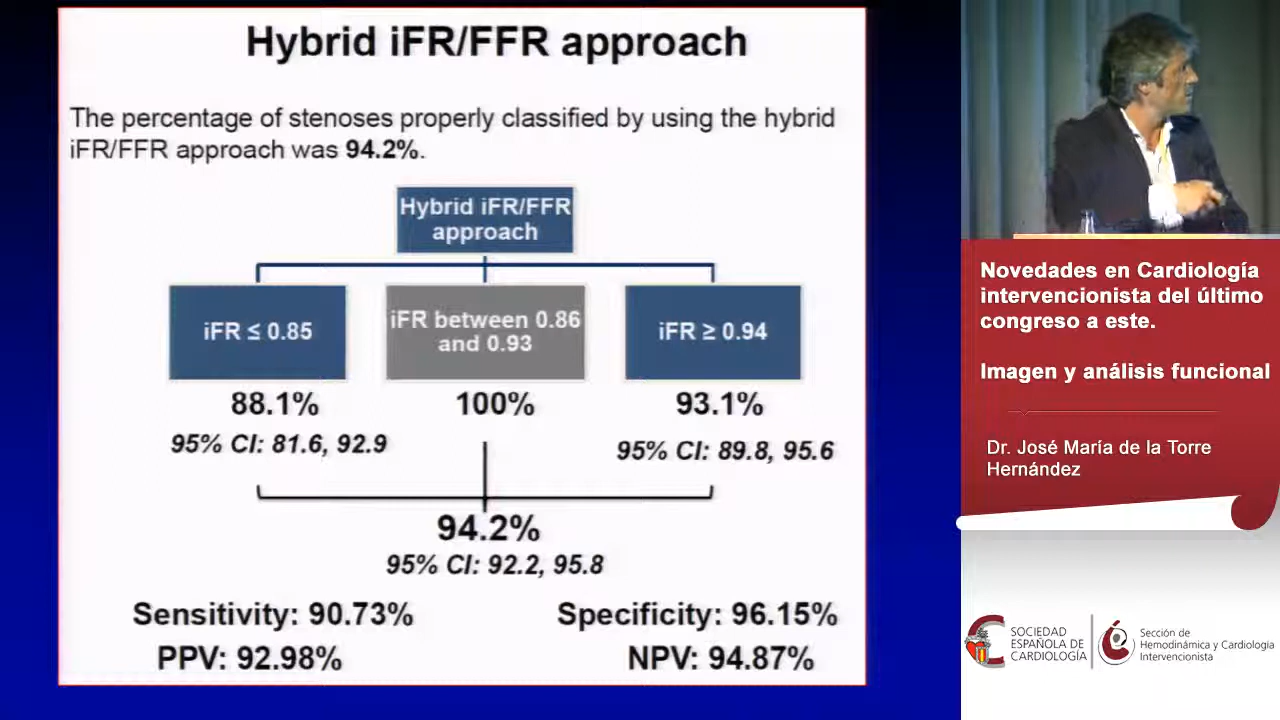 Hybrid iFR/FFR approach
The percentage of stenoses properly classified by using the hybrid
iFR/FFR approach was 94.2%.
Hybrid iFR/FFR
approach
iFR ≤ 0.85
iFR between 0.86
and 0.93
iFR ≥ 0.94
88.1%
100%
93.1%
95% CI: 81.6, 92.9
95% CI: 89.8, 95.6
94.2%
95% CI: 92.2, 95.8
Sensitivity: 90.73%
Specificity: 96.15%
PPV: 92.98%
NPV: 94.87%
Novedades en Cardiología
intervencionista del último
congreso a este.
Imagen y análisis funcional
Dr. José María de la Torre
Hernández
SOCIEDAD
ESPAÑOLA DE
CARDIOLOGÍA
Sección de
Hemodinámica y Cardiología
Intervencionista